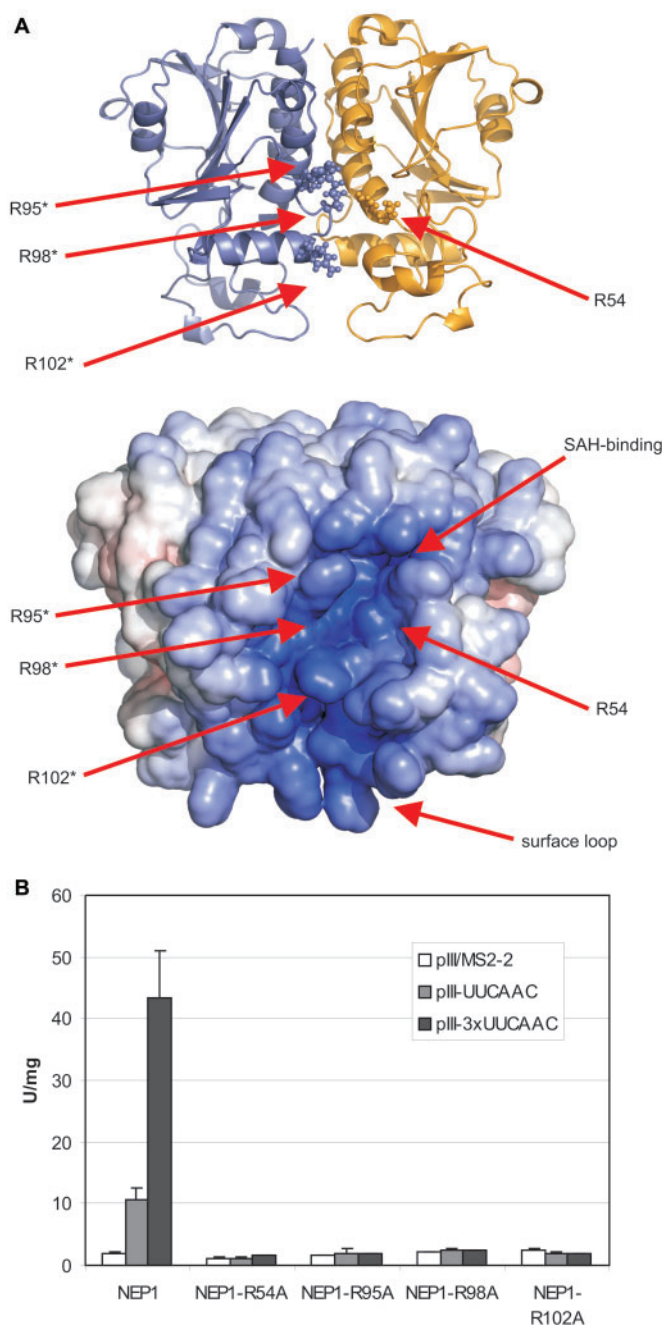 A
R95*
R98*
R54
R102*
SAH-binding
R95*
R98*
R54
R102*
surface loop
B
60
50
40
30
20
10
0
U/mg
pIII/MS2-2
pIII-UUCAAC
pIII-3xUUCAAC
NEP1
NEP1-R54A
NEP1-R95A
NEP1-R98A
NEP1-
R102A